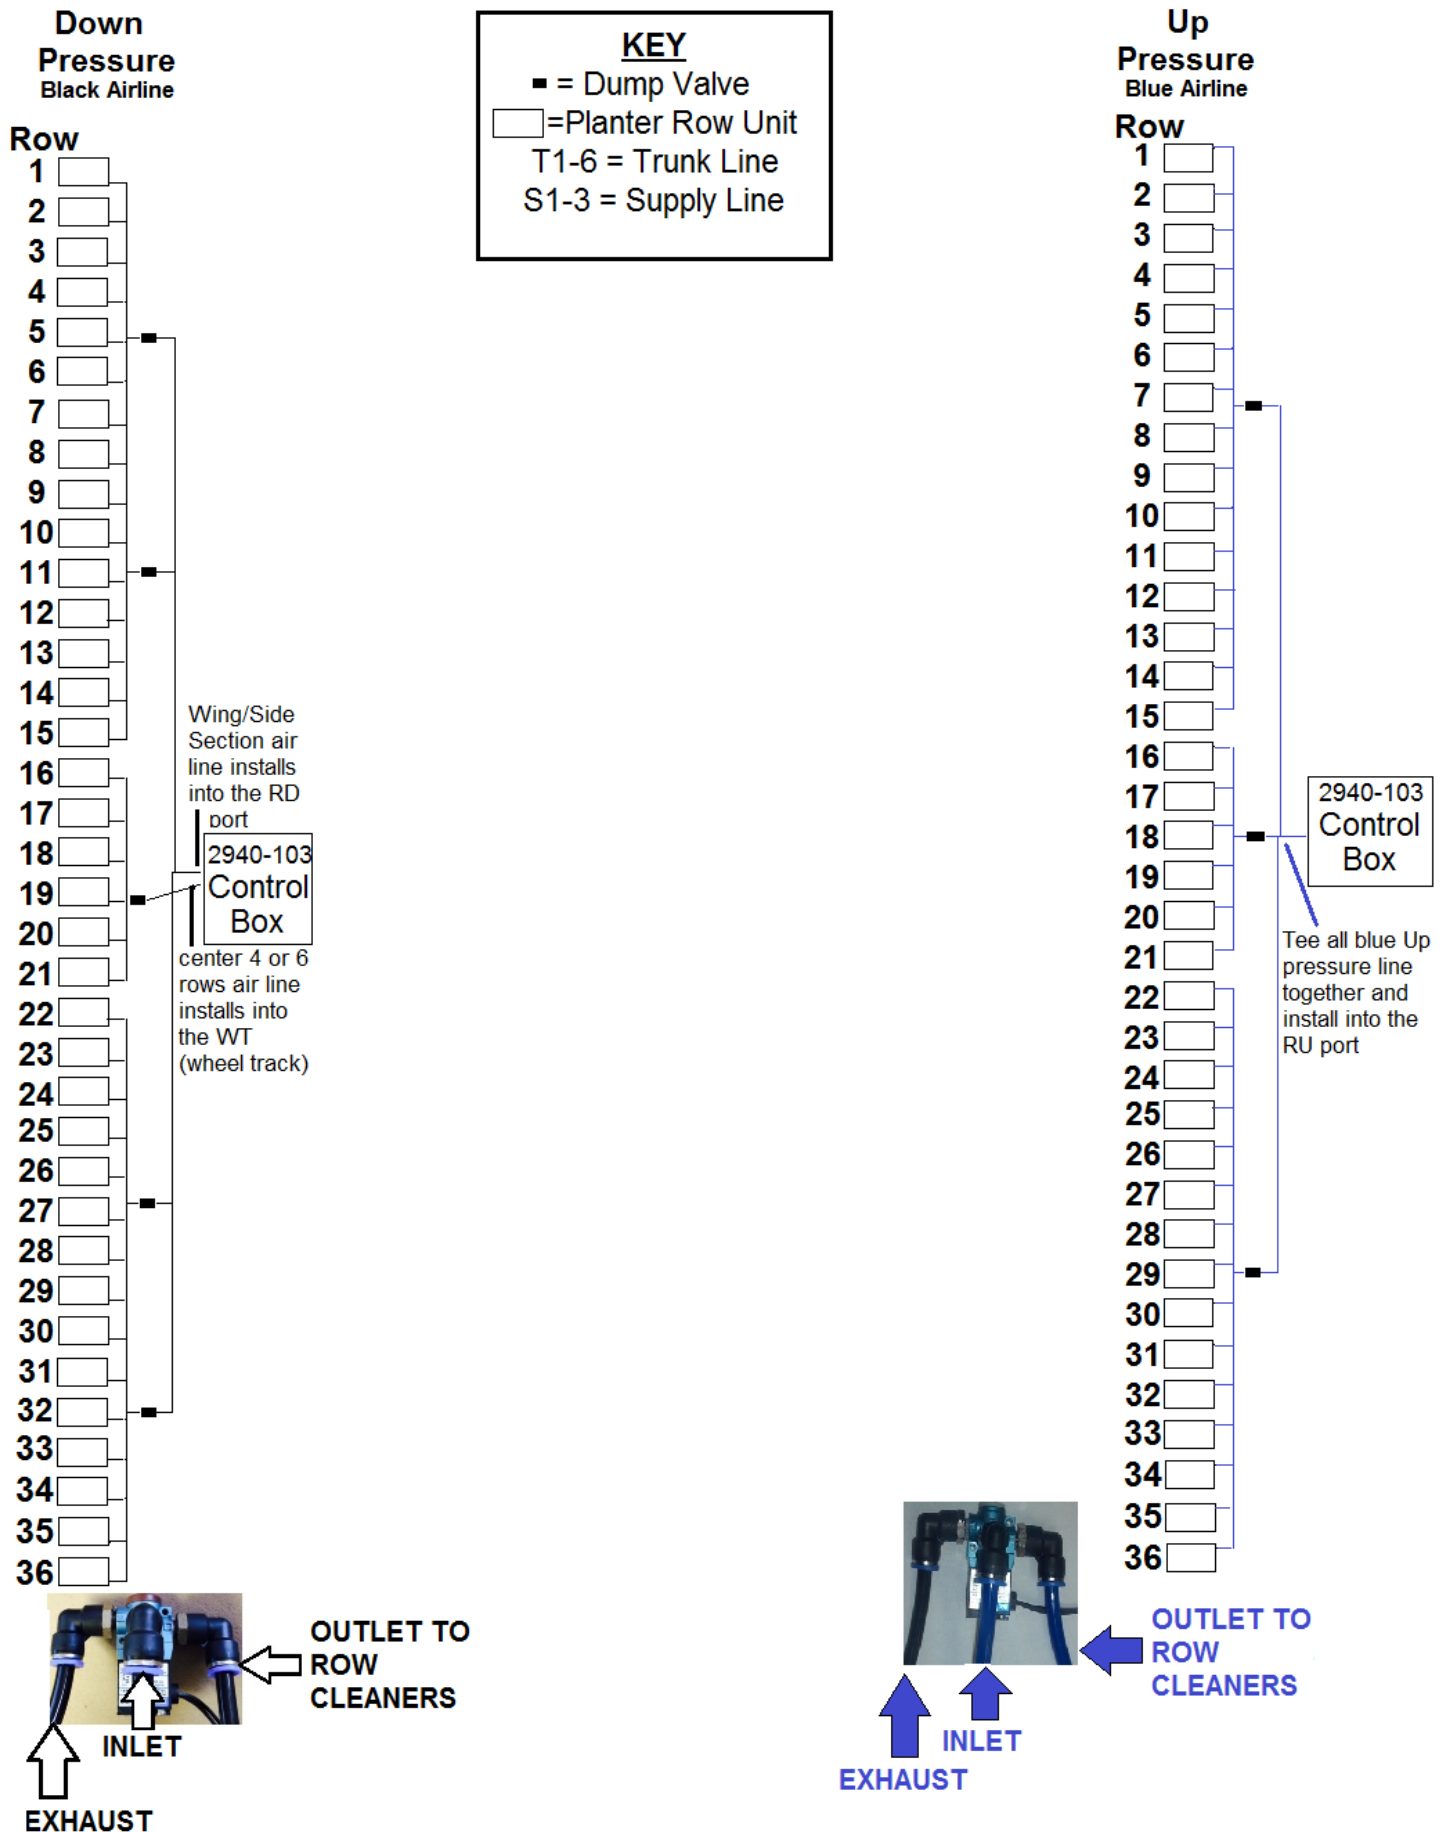 Down
Pressure
Black Airline
Row
1
2
3
4
5
6
7
8
9
10
11
12
13
14
15
16
17
18
19
20
21
22
23
24
25
26
27
28
29
30
31
32
33
34
35
36
Wing/Side
Section air
line installs
into the RD
port
2940-103
Control
Box
center 4 or 6
rows air line
installs into
the WT
(wheel track)
OUTLET TO
ROW
CLEANERS
INLET
EXHAUST
KEY
= Dump Valve
=Planter Row Unit
T1-6 = Trunk Line
S1-3 = Supply Line
Up
Pressure
Blue Airline
Row
1
2
3
4
5
6
7
8
9
10
11
12
13
14
15
16
17
18
19
20
21
22
23
24
25
26
27
28
29
30
31
32
33
34
35
36
2940-103
Control
Box
Tee all blue Up
pressure line
together and
install into the
RU port
OUTLET TO
ROW
CLEANERS
INLET
EXHAUST